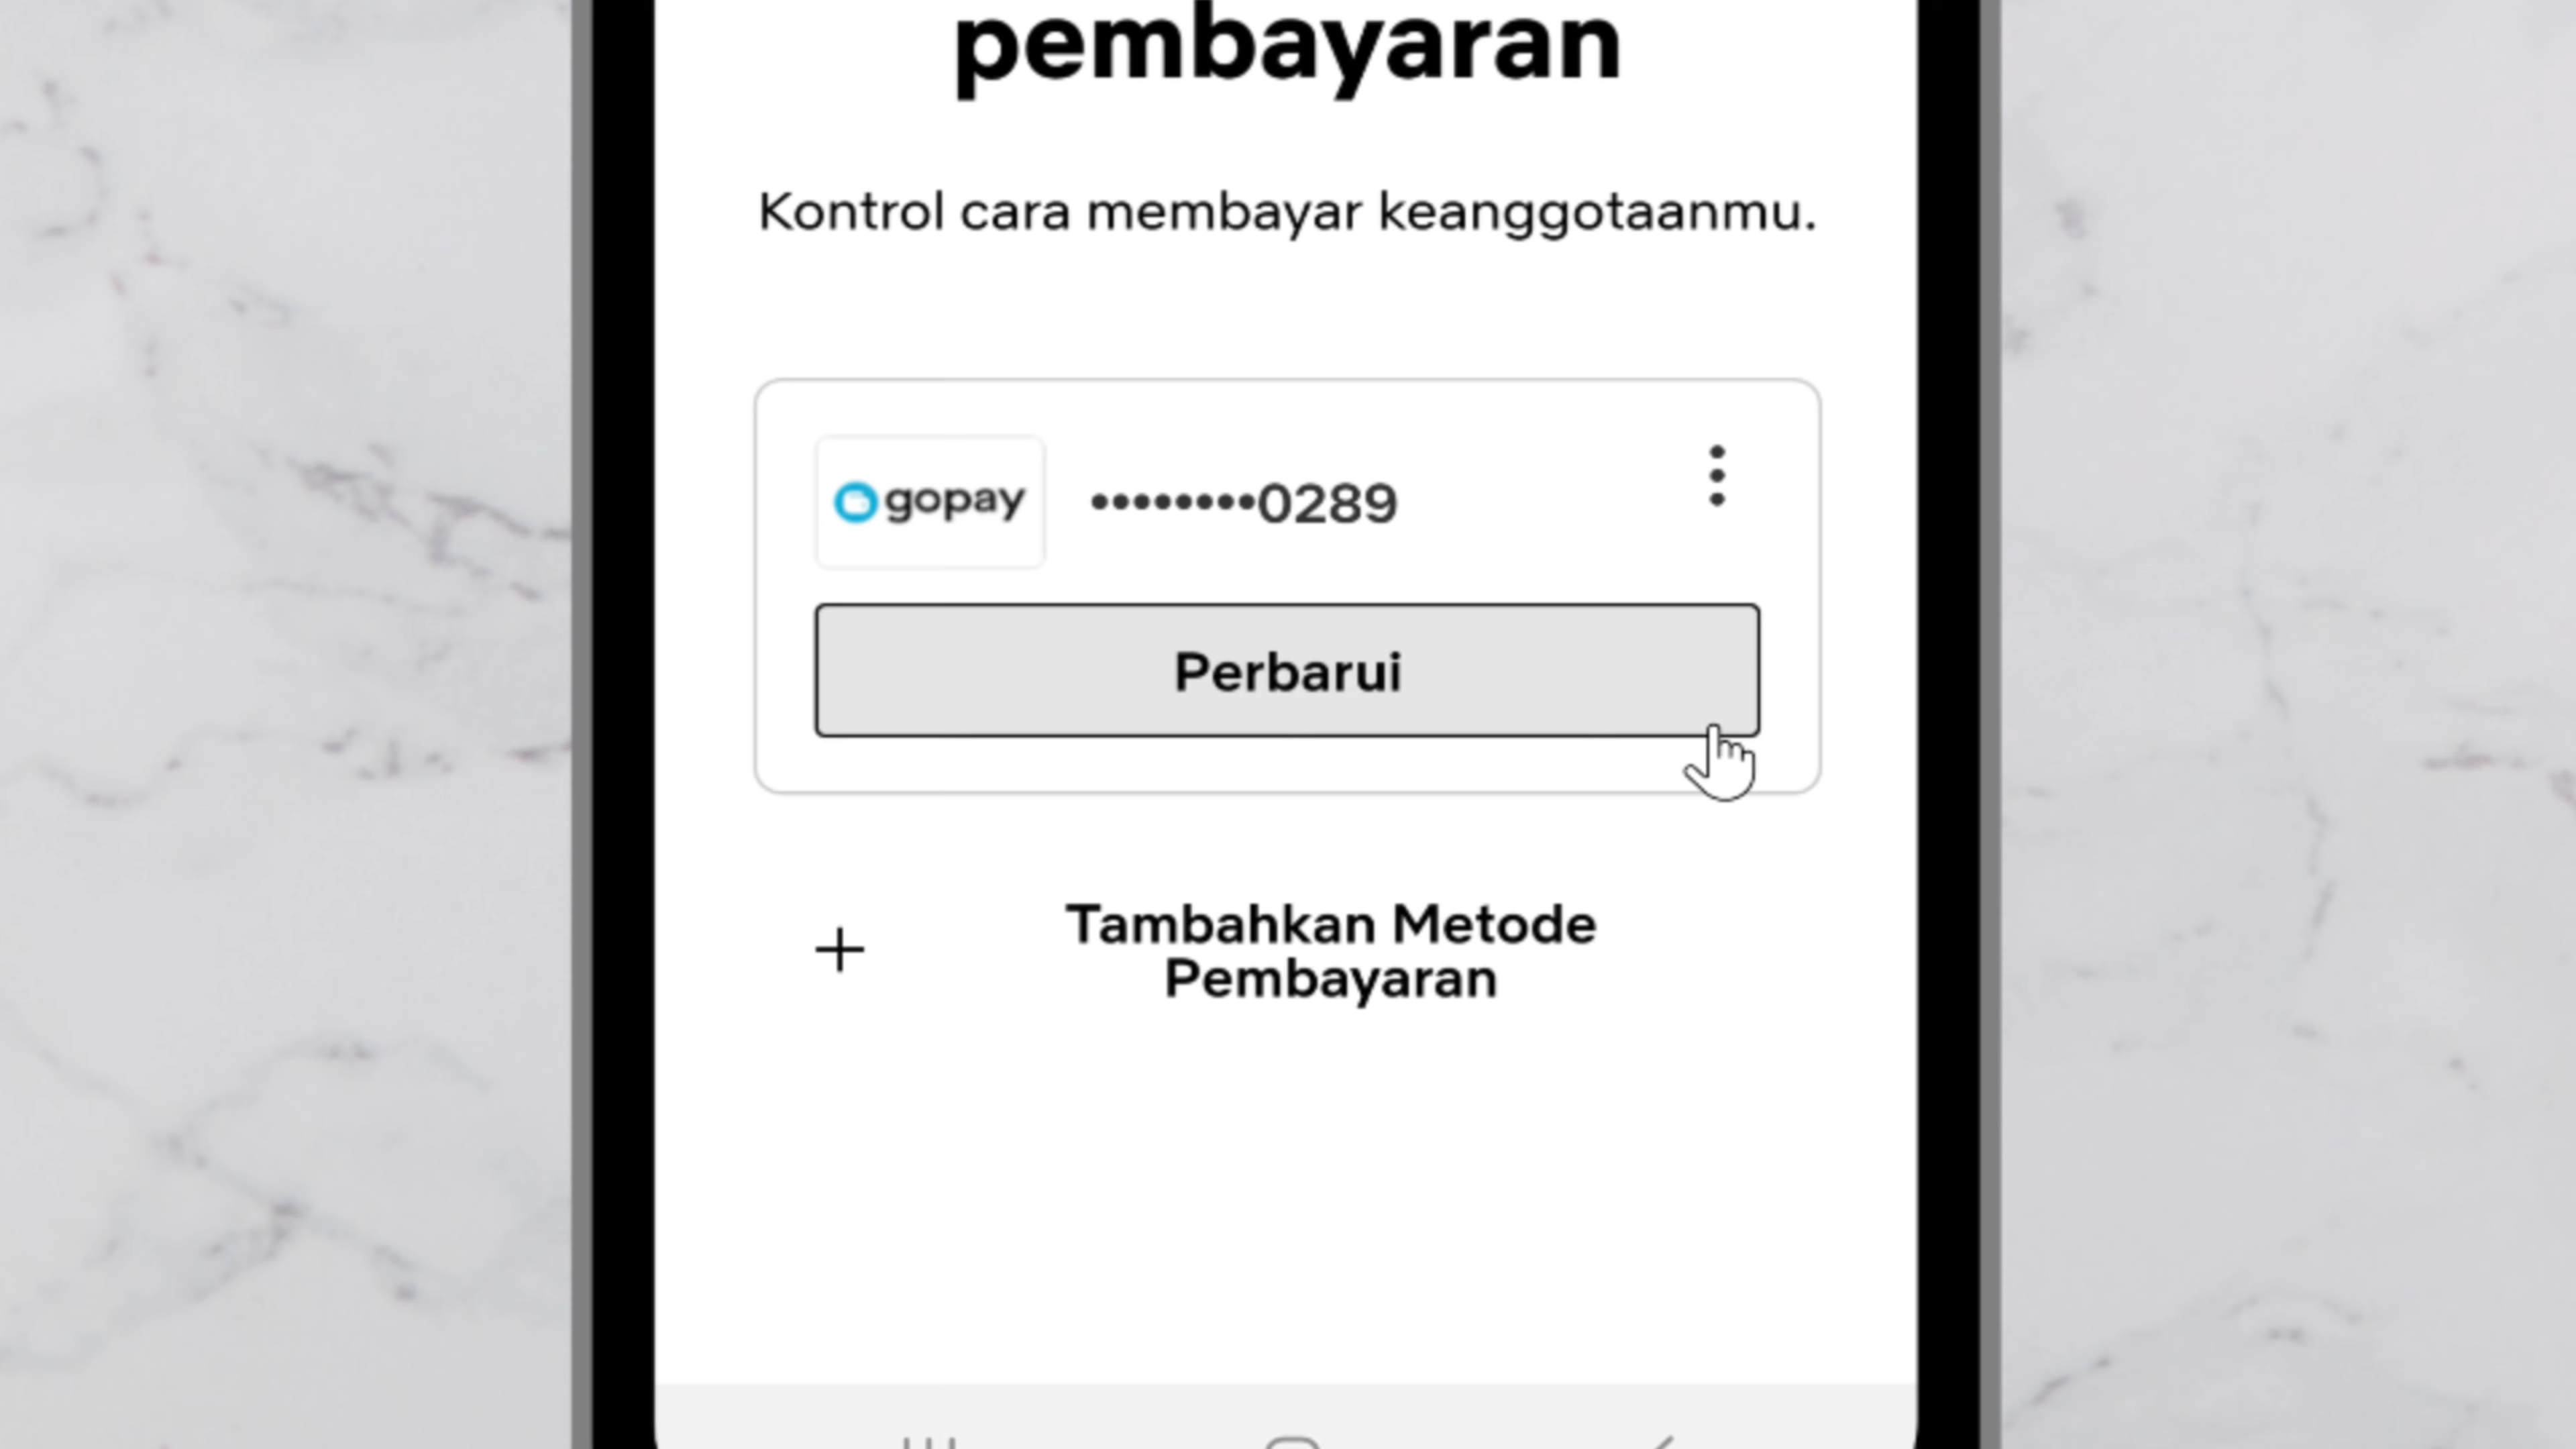 pembayaran
Kontrol cara membayar keanggotaanmu.
gopay ••••••••0289
Perbarui
Tambahkan Metode
Pembayaran